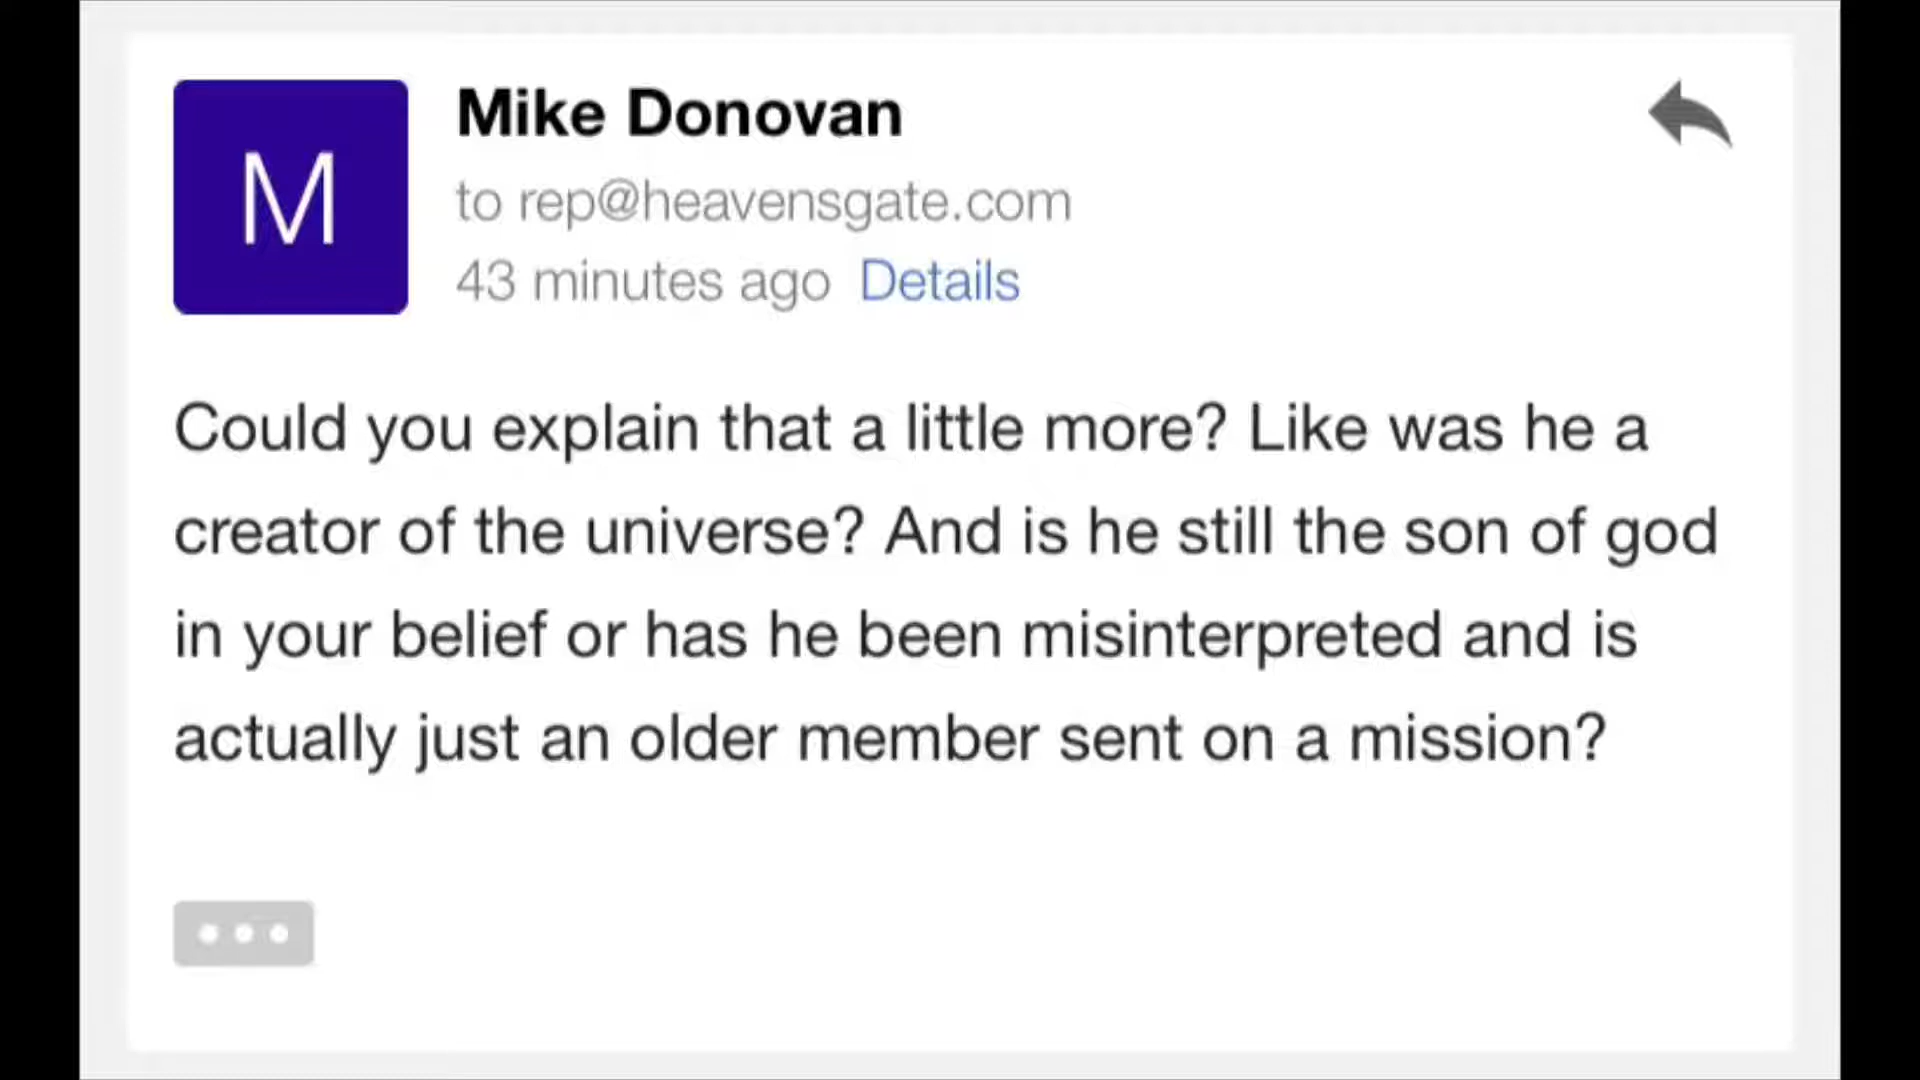 M
Mike Donovan
to rep@heavensgate.com
43 minutes ago Details
Could you explain that a little more? Like was he a
creator of the universe? And is he still the son of god
in your belief or has he been misinterpreted and is
actually just an older member sent on a mission?